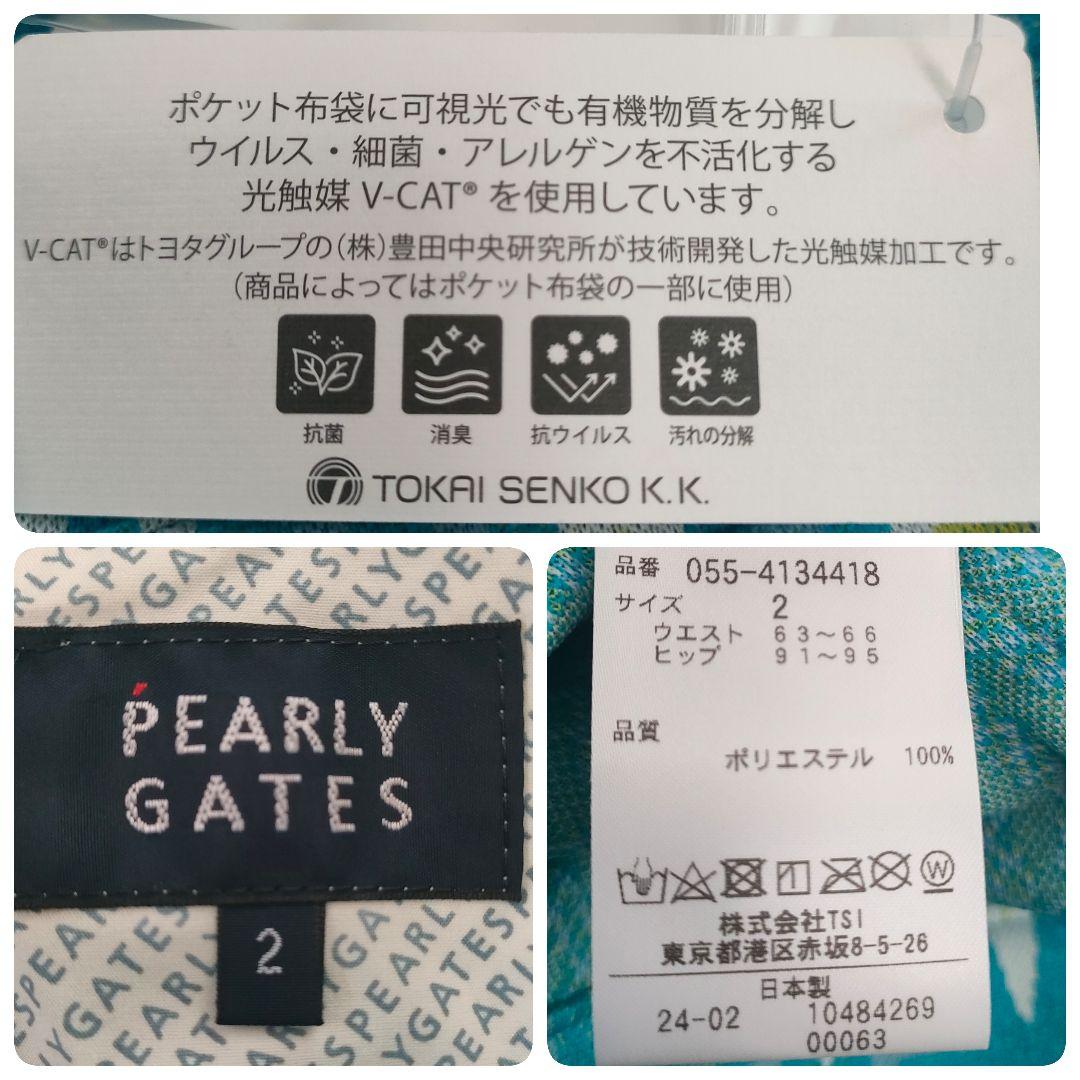 ポケット布袋に可視光でも有機物質を分解し
ウイルス・細菌・アレルゲンを不活化する
光触媒 V-CAT® を使用しています。
V-CAT®はトヨタグループの(株)豊田中央研究所が技術開発した光触媒加工です。
(商品によってはポケット布袋の一部に使用)
抗菌 消臭 抗ウイルス 汚れの分解
TOKAI SENKO K.K.
PEARLY
GATES
2
品番 055-4134418
サイズ 2
ウエスト 63～66
ヒップ 91～95
品質
ポリエステル 100%
W
株式会社TSI
東京都港区赤坂8-5-26
日本製
24-02 10484269
00063